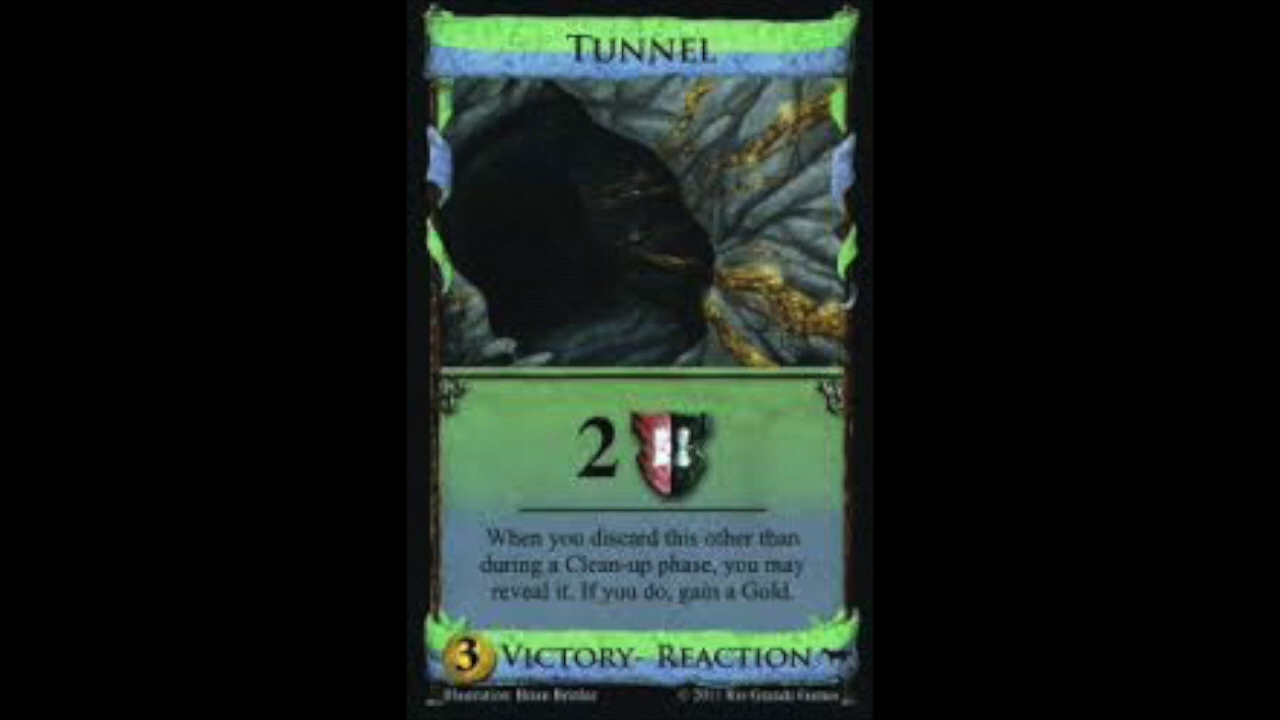 TUNNEL
2
When you discard this other than
during a Clean-up phase, you may
reveal it. If you do, gain a Gold.
3 VICTORY- REACTION
© 2011 Rio Grande Games